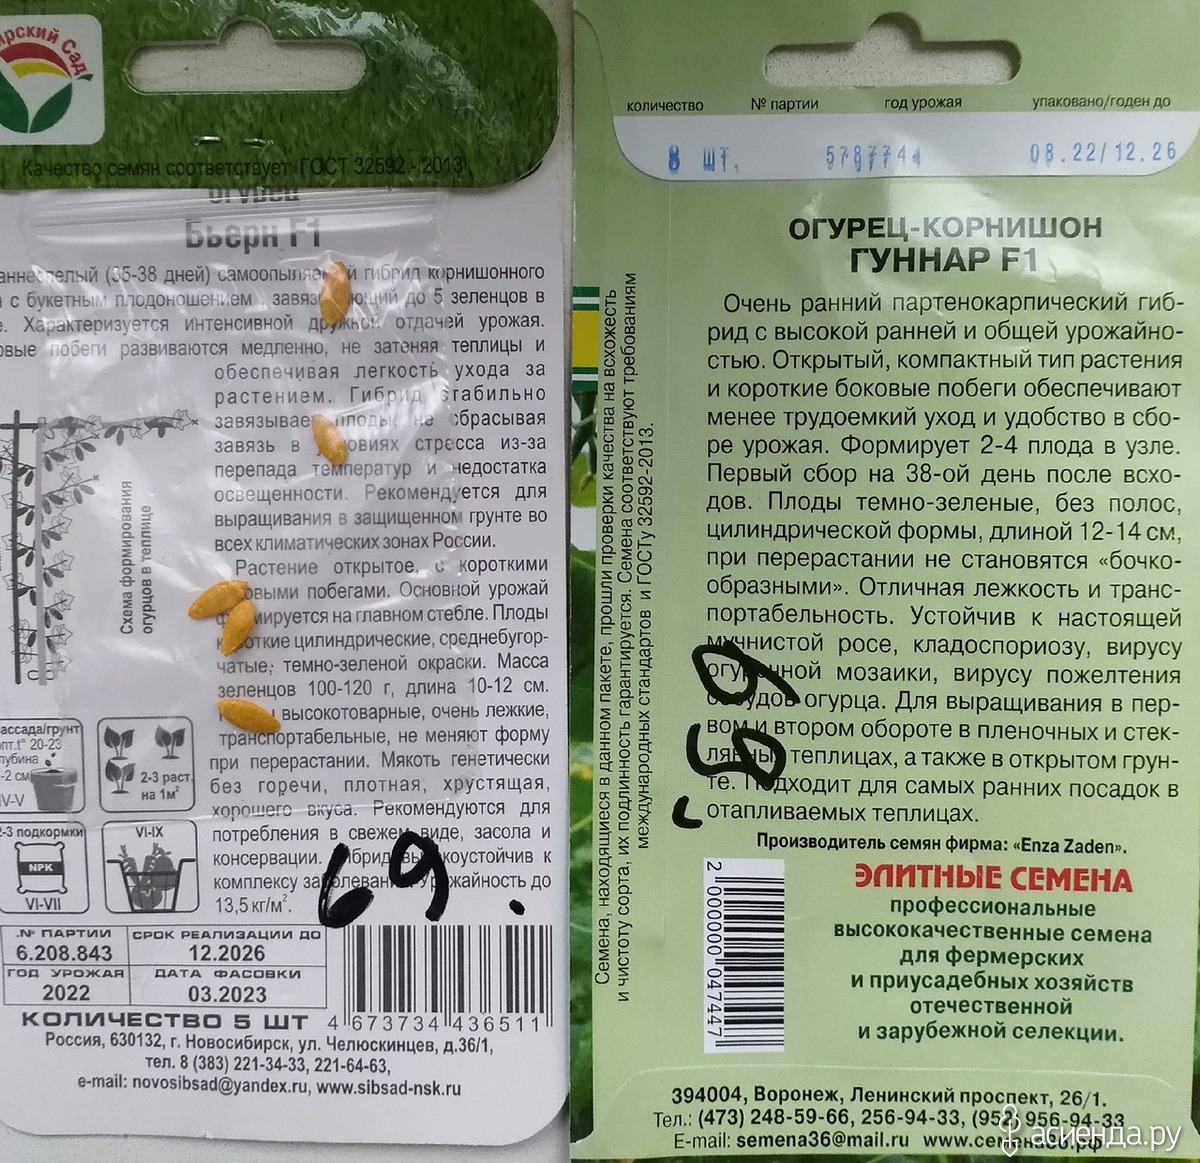 Сад
Качество семян соответствует ГОСТ 32592 - 2013
огурец
Бьерн F1
(35-38 дней) самоопыляемый гибрид корнишонного
с букетным плодоношением, завязывающий до 5 зеленцов в
Характеризуется интенсивной дружной отдачей урожая.
побеги развиваются медленно, не затеняя теплицы и
обеспечивая легкость ухода за
растением. Гибрид стабильно
завязывает плоды, не сбрасывая
завязь в условиях стресса из-за
перепада температур и недостатка
освещенности. Рекомендуется для
выращивания в защищенном грунте во
всех климатических зонах России.
Растение открытое, с короткими
боковыми побегами. Основной урожай
формируется на главном стебле. Плоды
короткие цилиндрические, среднебугор-
чатые, темно-зеленой окраски. Масса
зеленцов 100-120 г, длина 10-12 см.
высокотоварные, очень лежкие,
транспортабельные, не меняют форму
при перерастании. Мякоть генетически
без горечи, плотная, хрустящая,
хорошего вкуса. Рекомендуются для
потребления в свежем виде, засола и
консервации. Гибрид высокоустойчив к
комплексу заболеваний. Урожайность до
13,5 кг/м².
Схема формирования
огурцов в теплице
t° 20-23
2-3 раст.
на 1м²
2-3 подкормки
NPK
VI-VII
VI-IX
69.
№ ПАРТИИ
6.208.843
СРОК РЕАЛИЗАЦИИ ДО
12.2026
ГОД УРОЖАЯ
2022
ДАТА ФАСОВКИ
03.2023
КОЛИЧЕСТВО 5 ШТ
4 673734 436511
Россия, 630132, г. Новосибирск, ул. Челюскинцев, д.36/1,
тел. 8 (383) 221-34-33, 221-64-63,
e-mail: novosibsad@yandex.ru, www.sibsad-nsk.ru
количество № партии год урожая упаковано/годен до
8 шт. 5787744 08.22/12.26
ОГУРЕЦ-КОРНИШОН
ГУННАР F1
Очень ранний партенокарпический гиб-
рид с высокой ранней и общей урожайно-
стью. Открытый, компактный тип растения
и короткие боковые побеги обеспечивают
менее трудоемкий уход и удобство в сбо-
ре урожая. Формирует 2-4 плода в узле.
Первый сбор на 38-ой день после всхо-
дов. Плоды темно-зеленые, без полос,
цилиндрической формы, длиной 12-14 см,
при перерастании не становятся «бочко-
образными». Отличная лежкость и транс-
портабельность. Устойчив к настоящей
мучнистой росе, кладоспориозу, вирусу
огуречной мозаики, вирусу пожелтения
сосудов огурца. Для выращивания в пер-
вом и втором обороте в пленочных и стек-
лянных теплицах, а также в открытом грун-
те. Подходит для самых ранних посадок в
отапливаемых теплицах.
69
Производитель семян фирма: «Enza Zaden».
ЭЛИТНЫЕ СЕМЕНА
профессиональные
высококачественные семена
для фермерских
и приусадебных хозяйств
отечественной
и зарубежной селекции.
Семена, находящиеся в данном пакете, прошли проверки качества на всхожесть
и чистоту сорта, их подлинность гарантируется. Семена соответствуют требованиям
международных стандартов и ГОСТу 32592-2013.
2 000000 047447
394004, Воронеж, Ленинский проспект, 26/1.
Тел.: (473) 248-59-66, 256-94-33, (952) 956-94-33
E-mail: semena36@mail.ru
асиенда.ру